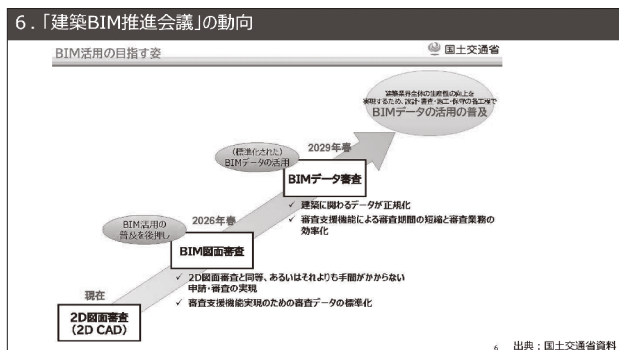 6．「建築BIM推進会議」の動向
BIM活用の目指す姿
国土交通省
建築業界全体の生産性の向上を
実現するため、設計・審査・施工・保守の各工程で
BIMデータの活用の普及
(標準化された)
BIMデータの活用
2029年春
BIMデータ審査
✓ 建築に関わるデータが正規化
✓ 審査支援機能による審査期間の短縮と審査業務の
効率化
BIM活用の
普及を後押し
2026年春
BIM図面審査
✓ 2D図面審査と同等、あるいはそれよりも手間がかからない
申請・審査の実現
✓ 審査支援機能実現のための審査データの標準化
現在
2D図面審査
(2D CAD)
6 出典：国土交通省資料